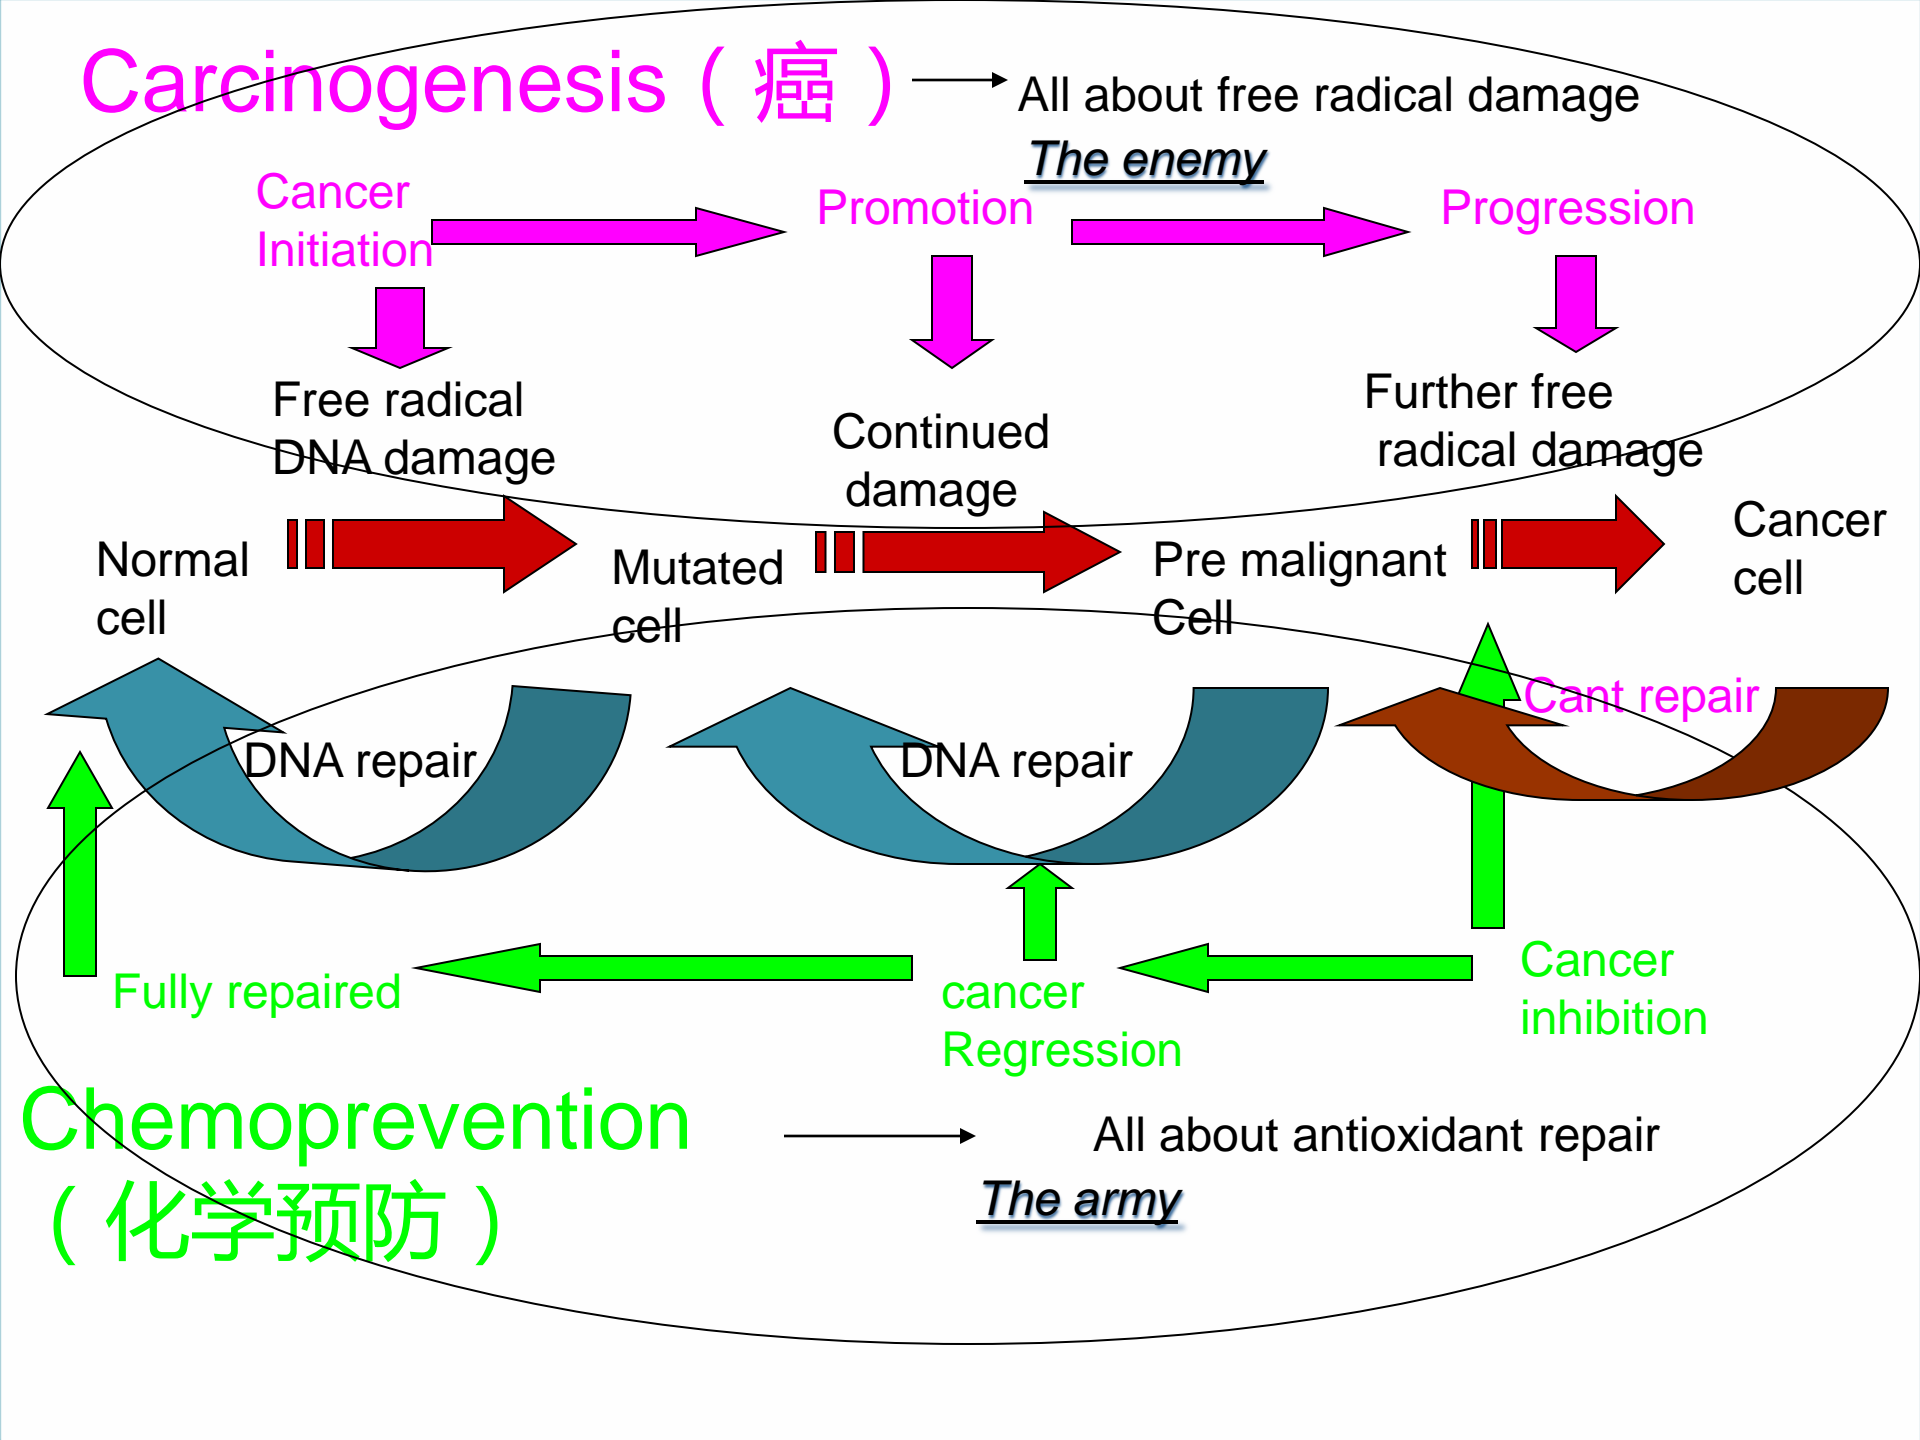 Carcinogenesis（癌）
All about free radical damage
The enemy
Cancer
Initiation
Promotion
Progression
Free radical
DNA damage
Continued
damage
Further free
radical damage
Normal
cell
Mutated
cell
Pre malignant
Cell
Cancer
cell
Cant repair
DNA repair
DNA repair
Fully repaired
cancer
Regression
Cancer
inhibition
Chemoprevention
（化学预防）
All about antioxidant repair
The army